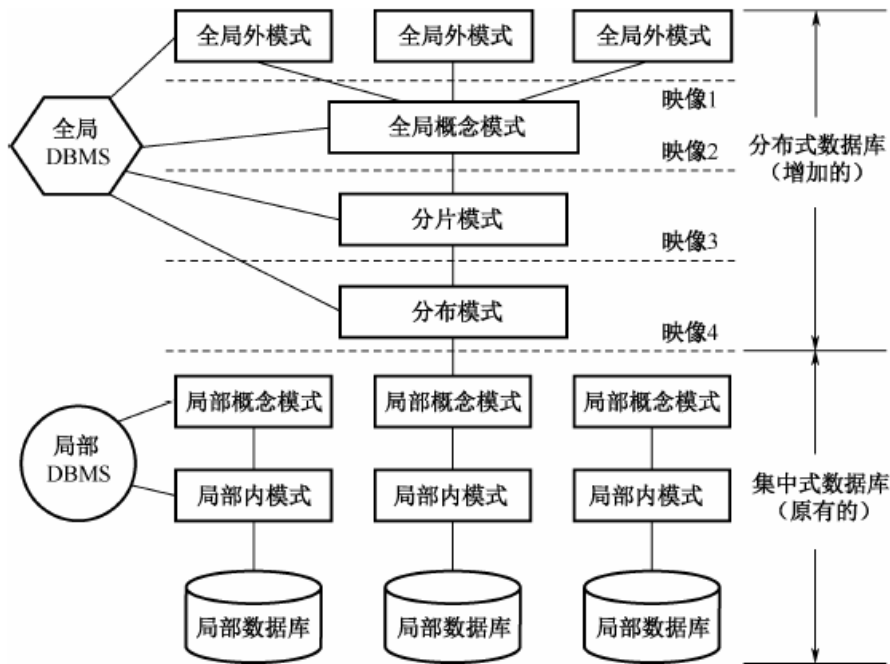 全局外模式
全局外模式
全局外模式
映像1
全局
DBMS
全局概念模式
映像2
分布式数据库
（增加的）
分片模式
映像3
分布模式
映像4
局部概念模式
局部概念模式
局部概念模式
局部
DBMS
局部内模式
局部内模式
局部内模式
集中式数据库
（原有的）
局部数据库
局部数据库
局部数据库